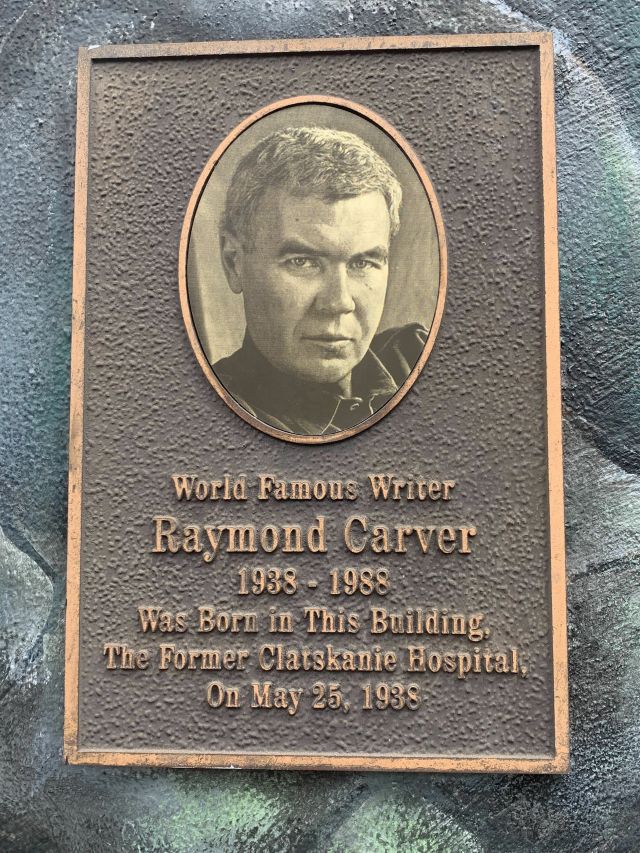 World Famous Writer
Raymond Carver
1938 - 1988
Was Born in This Building,
The Former Clatskanie Hospital,
On May 25, 1938